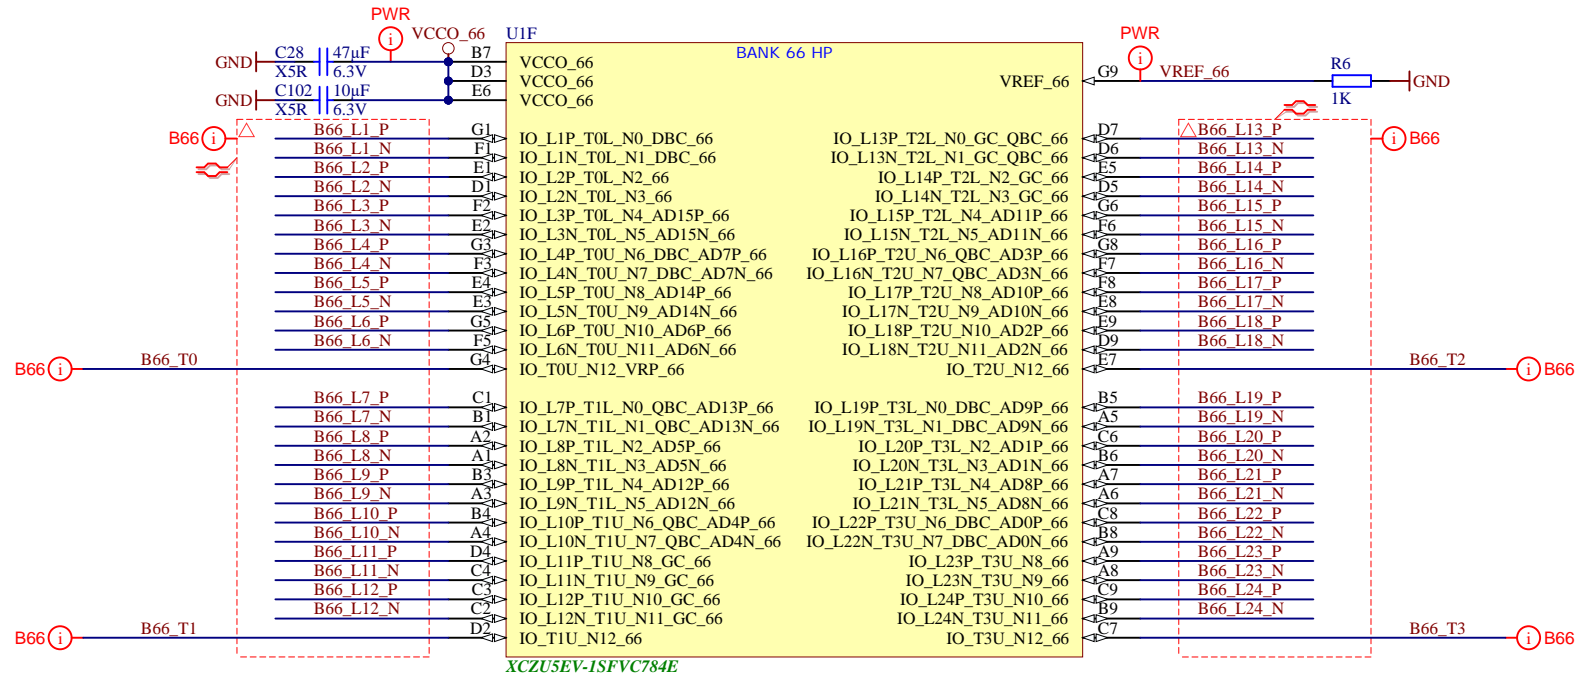 PWR
VCCO_66
U1F
BANK 66 HP
PWR
GND C28 47µF B7 VCCO_66
X5R 6.3V D3 VCCO_66
GND C102 10µF E6 VCCO_66
X5R 6.3V
VREF_66 G9 VREF_66 R6 GND
1K
B66 i B66_L1_P G1 IO_L1P_T0L_N0_DBC_66
B66_L1_N F1 IO_L1N_T0L_N1_DBC_66
B66_L2_P E1 IO_L2P_T0L_N2_66
B66_L2_N D1 IO_L2N_T0L_N3_66
B66_L3_P F2 IO_L3P_T0L_N4_AD15P_66
B66_L3_N E2 IO_L3N_T0L_N5_AD15N_66
B66_L4_P G3 IO_L4P_T0U_N6_DBC_AD7P_66
B66_L4_N F3 IO_L4N_T0U_N7_DBC_AD7N_66
B66_L5_P E4 IO_L5P_T0U_N8_AD14P_66
B66_L5_N E3 IO_L5N_T0U_N9_AD14N_66
B66_L6_P G5 IO_L6P_T0U_N10_AD6P_66
B66_L6_N F5 IO_L6N_T0U_N11_AD6N_66
B66 i B66_T0 G4 IO_T0U_N12_VRP_66
B66_L7_P C1 IO_L7P_T1L_N0_QBC_AD13P_66
B66_L7_N B1 IO_L7N_T1L_N1_QBC_AD13N_66
B66_L8_P A2 IO_L8P_T1L_N2_AD5P_66
B66_L8_N A1 IO_L8N_T1L_N3_AD5N_66
B66_L9_P B3 IO_L9P_T1L_N4_AD12P_66
B66_L9_N A3 IO_L9N_T1L_N5_AD12N_66
B66_L10_P B4 IO_L10P_T1U_N6_QBC_AD4P_66
B66_L10_N A4 IO_L10N_T1U_N7_QBC_AD4N_66
B66_L11_P D4 IO_L11P_T1U_N8_GC_66
B66_L11_N C4 IO_L11N_T1U_N9_GC_66
B66_L12_P C3 IO_L12P_T1U_N10_GC_66
B66_L12_N C2 IO_L12N_T1U_N11_GC_66
B66 i B66_T1 D2 IO_T1U_N12_66
IO_L13P_T2L_N0_GC_QBC_66 D7 B66_L13_P i B66
IO_L13N_T2L_N1_GC_QBC_66 D6 B66_L13_N
IO_L14P_T2L_N2_GC_66 E5 B66_L14_P
IO_L14N_T2L_N3_GC_66 D5 B66_L14_N
IO_L15P_T2L_N4_AD11P_66 G6 B66_L15_P
IO_L15N_T2L_N5_AD11N_66 F6 B66_L15_N
IO_L16P_T2U_N6_QBC_AD3P_66 G8 B66_L16_P
IO_L16N_T2U_N7_QBC_AD3N_66 F7 B66_L16_N
IO_L17P_T2U_N8_AD10P_66 F8 B66_L17_P
IO_L17N_T2U_N9_AD10N_66 E8 B66_L17_N
IO_L18P_T2U_N10_AD2P_66 E9 B66_L18_P
IO_L18N_T2U_N11_AD2N_66 D9 B66_L18_N
IO_T2U_N12_66 E7 B66_T2 i B66
IO_L19P_T3L_N0_DBC_AD9P_66 B5 B66_L19_P
IO_L19N_T3L_N1_DBC_AD9N_66 A5 B66_L19_N
IO_L20P_T3L_N2_AD1P_66 C6 B66_L20_P
IO_L20N_T3L_N3_AD1N_66 B6 B66_L20_N
IO_L21P_T3L_N4_AD8P_66 A7 B66_L21_P
IO_L21N_T3L_N5_AD8N_66 A6 B66_L21_N
IO_L22P_T3U_N6_DBC_AD0P_66 C8 B66_L22_P
IO_L22N_T3U_N7_DBC_AD0N_66 B8 B66_L22_N
IO_L23P_T3U_N8_66 A9 B66_L23_P
IO_L23N_T3U_N9_66 A8 B66_L23_N
IO_L24P_T3U_N10_66 C9 B66_L24_P
IO_L24N_T3U_N11_66 B9 B66_L24_N
IO_T3U_N12_66 C7 B66_T3 i B66
XCZU5EV-1SFVC784E